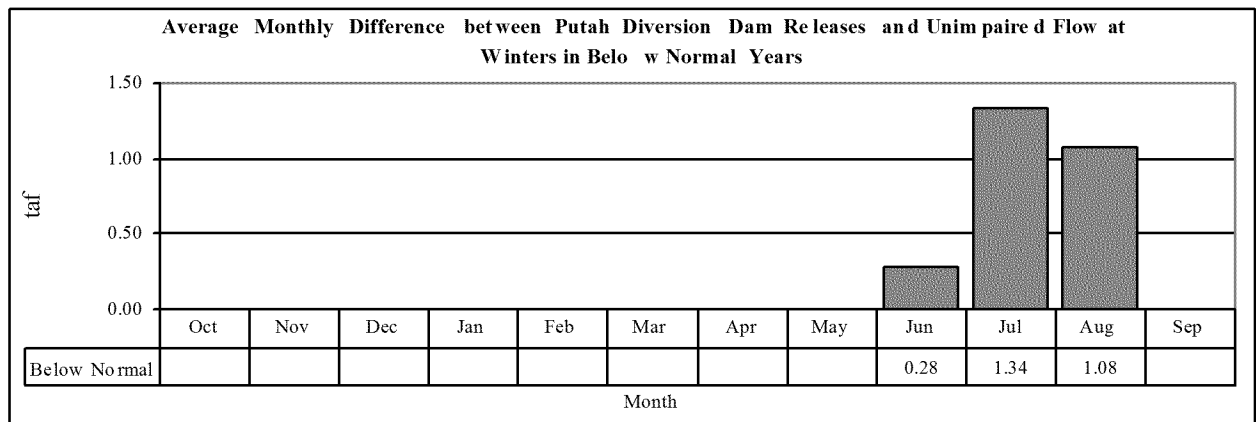 Average Monthly Difference between Putah Diversion Dam Releases and Unimpaired Flow at
Winters in Belo w Normal Years
1.50
1.00
0.50
0.00
taf
Oct Nov Dec Jan Feb Mar Apr May Jun Jul Aug Sep
Below Normal 0.28 1.34 1.08
Month